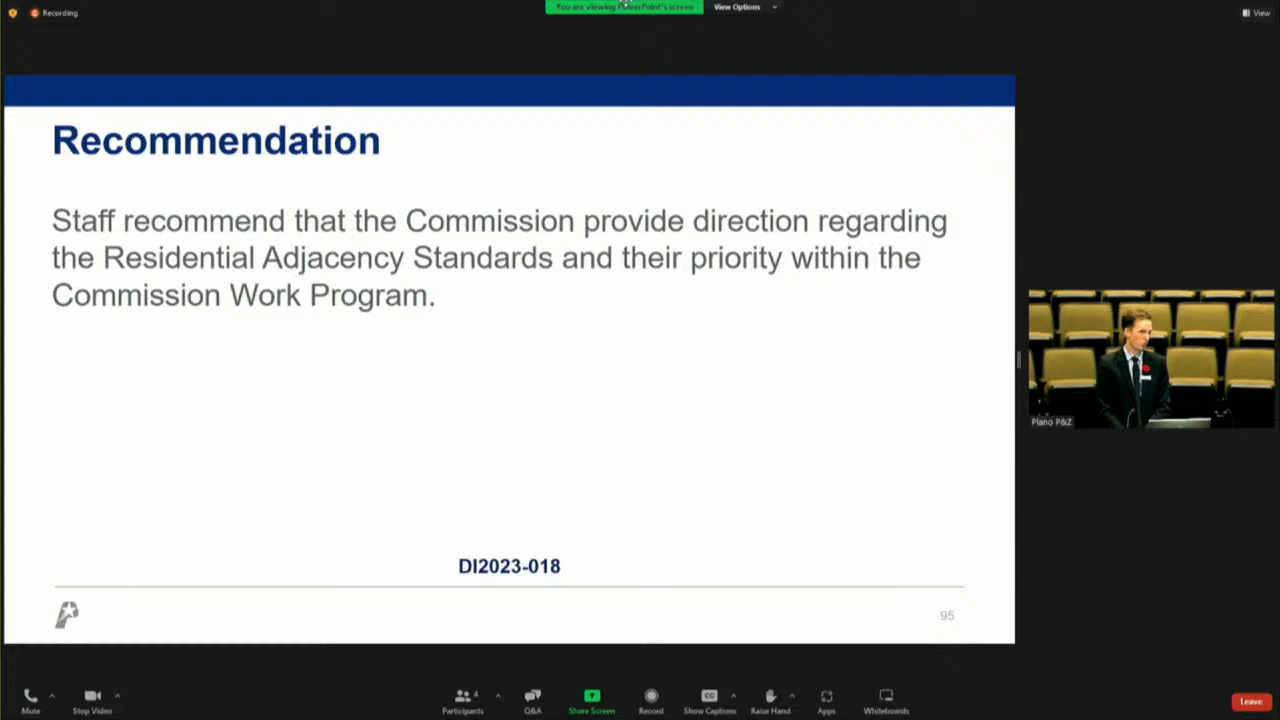 Recording
You are viewing PowerPoint's screen
View Options
View
Recommendation
Staff recommend that the Commission provide direction regarding
the Residential Adjacency Standards and their priority within the
Commission Work Program.
Plano P&Z
DI2023-018
95
4
Mute
Stop Video
Participants
Q&A
Share Screen
Record
CC
Show Captions
Raise Hand
Apps
Whiteboards
Leave